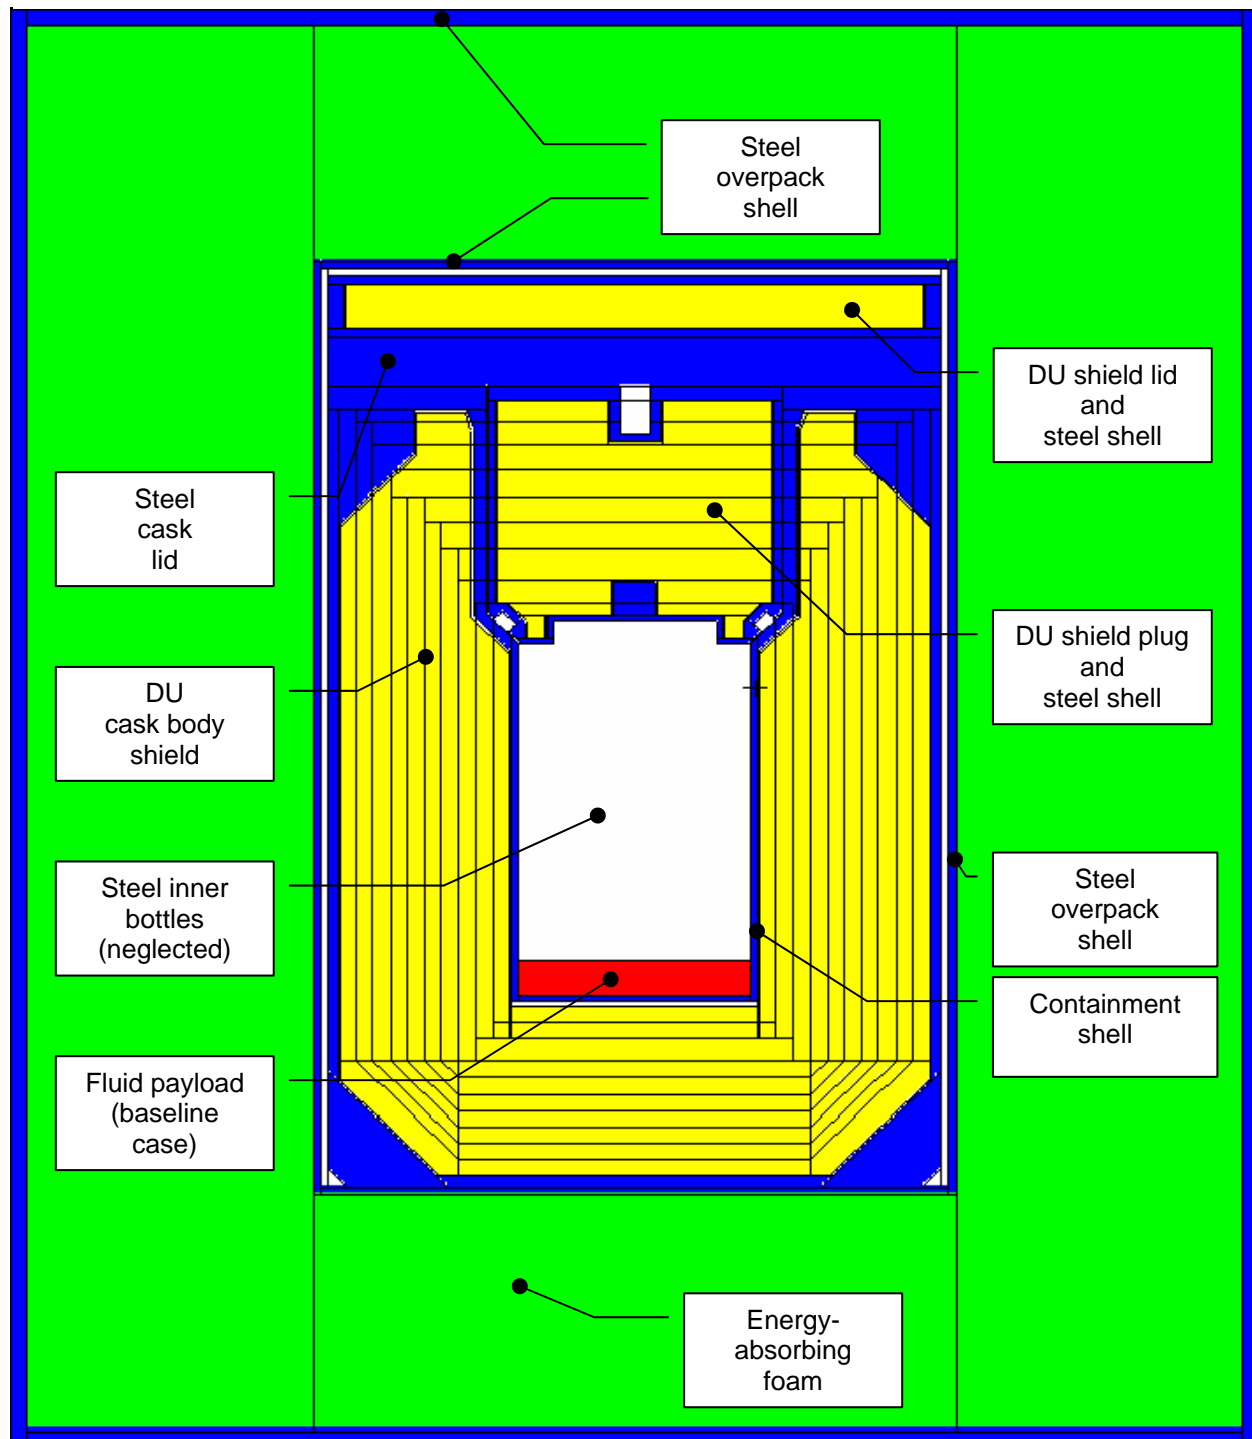 Steel
overpack
shell
DU shield lid
and
steel shell
Steel
cask
lid
DU shield plug
and
steel shell
DU
cask body
shield
Steel inner
bottles
(neglected)
Steel
overpack
shell
Containment
shell
Fluid payload
(baseline
case)
Energy-
absorbing
foam